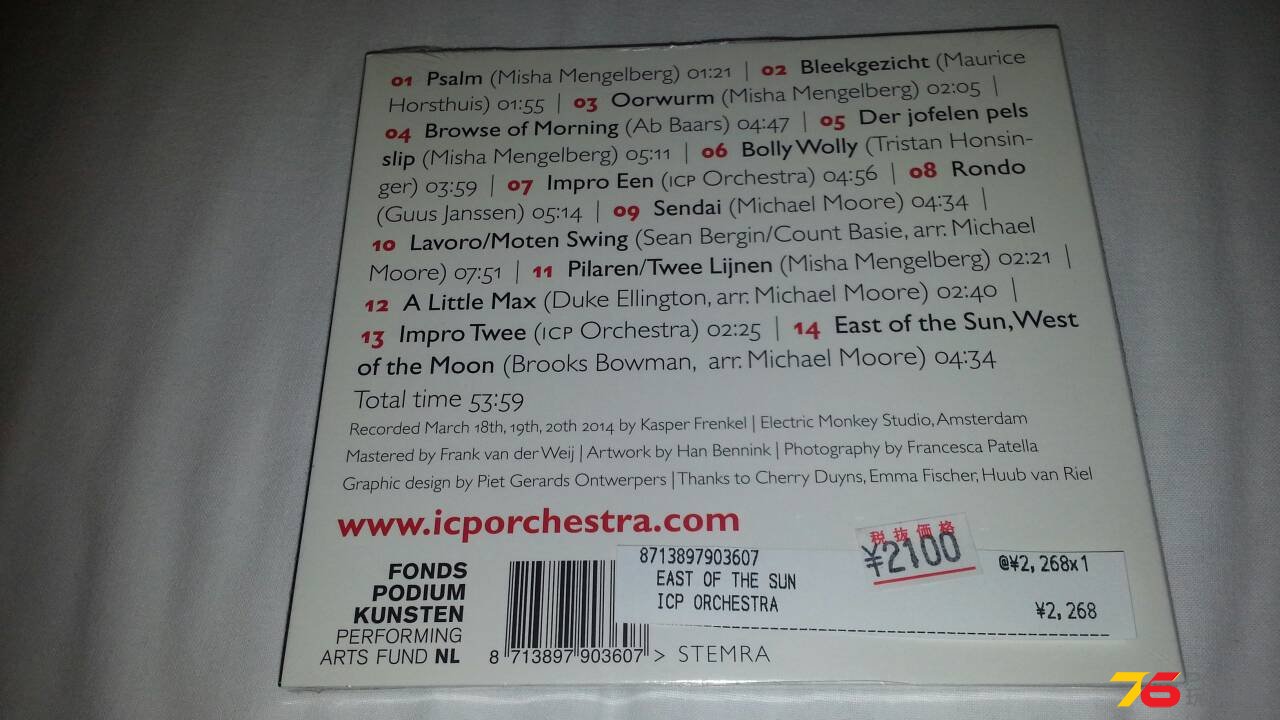 01 Psalm (Misha Mengelberg) 01:21 | 02 Bleekgezicht (Maurice
Horsthuis) 01:55 | 03 Oorwurm (Misha Mengelberg) 02:05 |
04 Browse of Morning (Ab Baars) 04:47 | 05 Der jofelen pels
slip (Misha Mengelberg) 05:11 | 06 Bolly Wolly (Tristan Honsin-
ger) 03:59 | 07 Impro Een (ICP Orchestra) 04:56 | 08 Rondo
(Guus Janssen) 05:14 | 09 Sendai (Michael Moore) 04:34 |
10 Lavoro/Moten Swing (Sean Bergin/Count Basie, arr. Michael
Moore) 07:51 | 11 Pilaren/Twee Lijnen (Misha Mengelberg) 02:21 |
12 A Little Max (Duke Ellington, arr. Michael Moore) 02:40 |
13 Impro Twee (ICP Orchestra) 02:25 | 14 East of the Sun, West
of the Moon (Brooks Bowman, arr. Michael Moore) 04:34
Total time 53:59
Recorded March 18th, 19th, 20th 2014 by Kasper Frenkel | Electric Monkey Studio, Amsterdam
Mastered by Frank van der Weij | Artwork by Han Bennink | Photography by Francesca Patella
Graphic design by Piet Gerards Ontwerpers | Thanks to Cherry Duyns, Emma Fischer, Huub van Riel
www.icporchestra.com
FONDS
PODIUM
KUNSTEN
PERFORMING
ARTS FUND NL
8 713897 903607 > STEMRA
8713897903607
EAST OF THE SUN
ICP ORCHESTRA
税抜価格
¥2100
@¥2,268x1
¥2,268
76